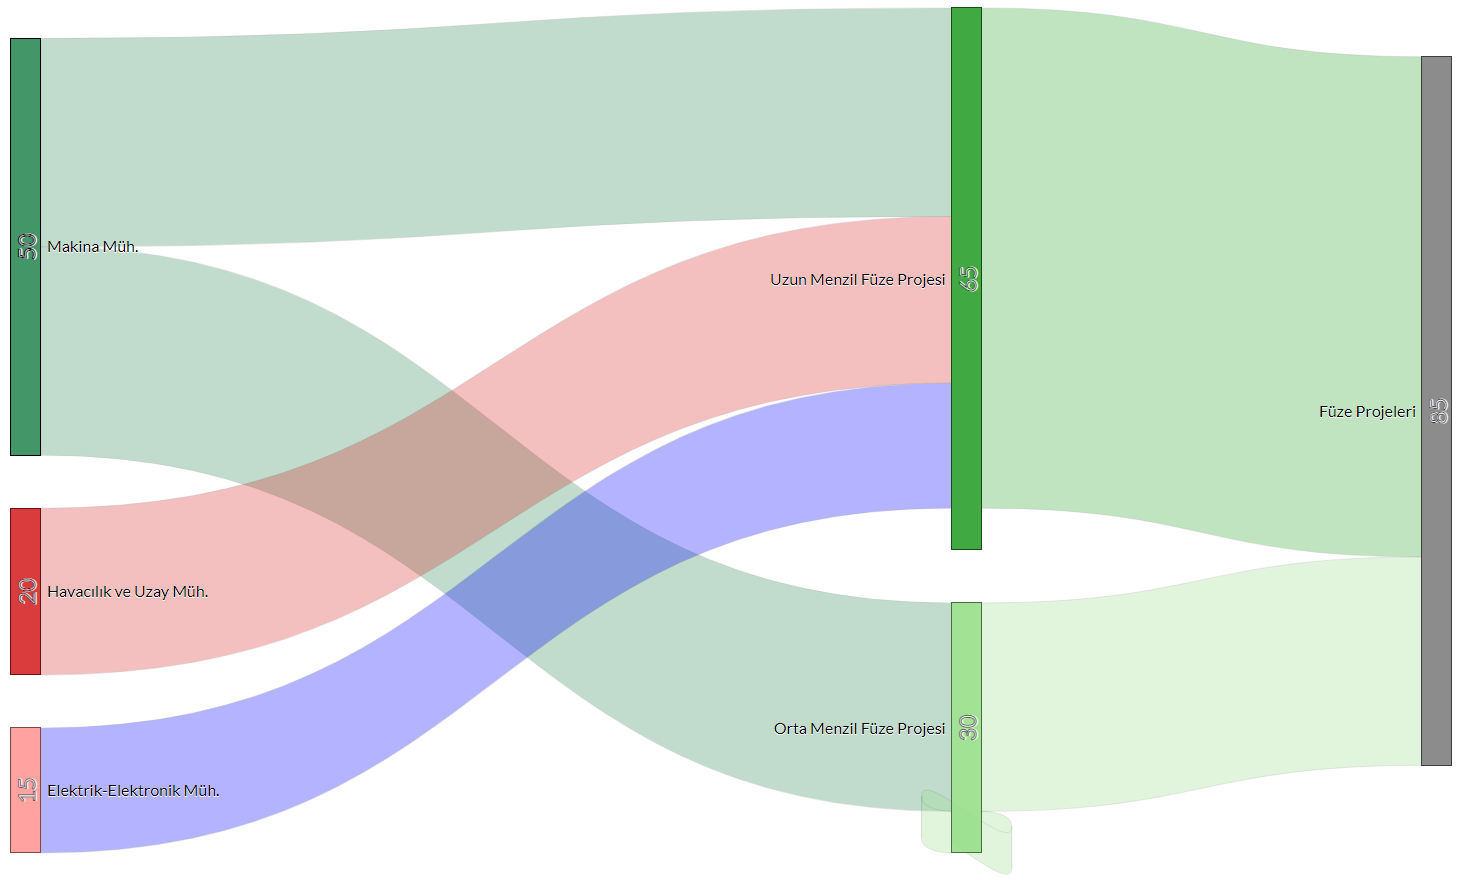 50
Makina Müh.
20
Havacılık ve Uzay Müh.
15
Elektrik-Elektronik Müh.
Uzun Menzil Füze Projesi
65
Orta Menzil Füze Projesi
30
Füze Projeleri
85